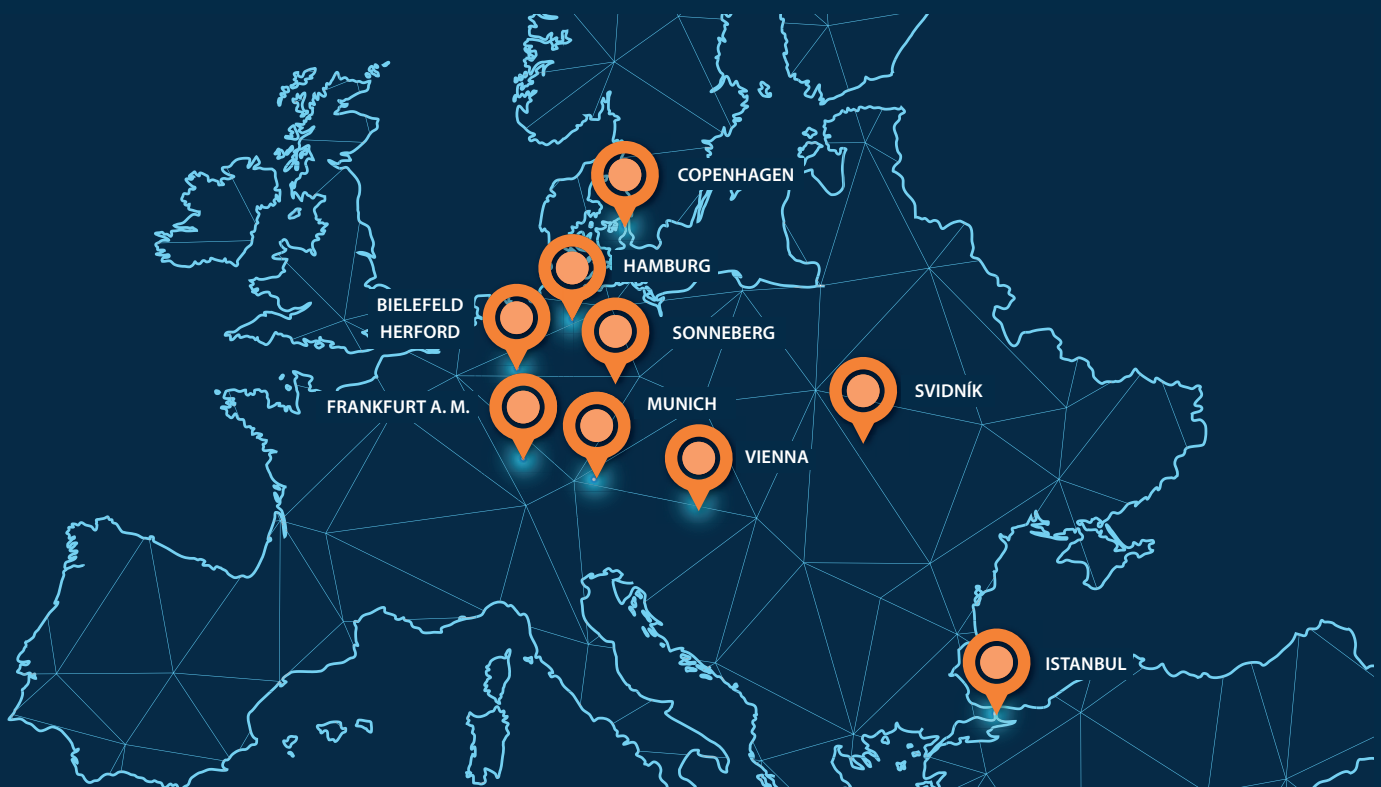 COPENHAGEN
HAMBURG
BIELEFELD
HERFORD
SONNEBERG
SVIDNÍK
FRANKFURT A. M.
MUNICH
VIENNA
ISTANBUL